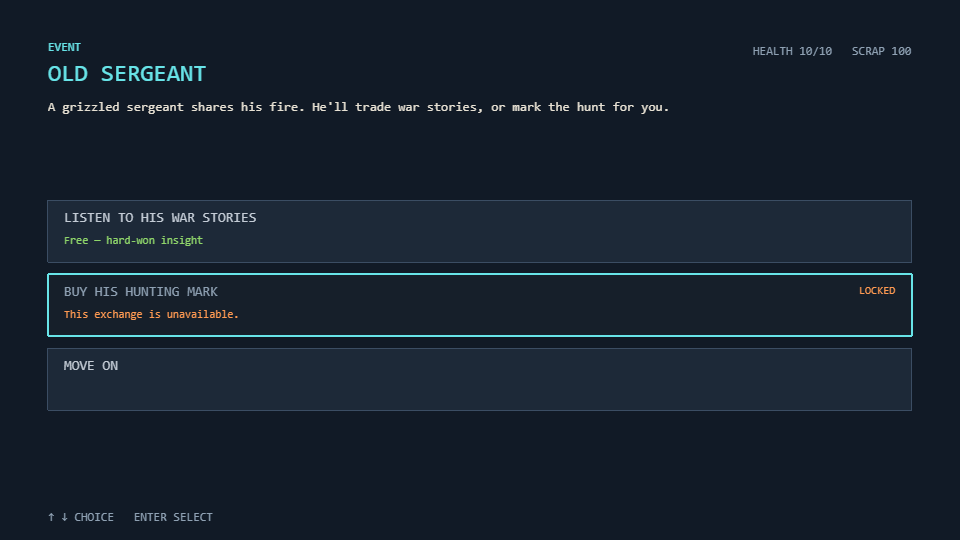 EVENT
HEALTH 10/10 SCRAP 100
OLD SERGEANT
A grizzled sergeant shares his fire. He'll trade war stories, or mark the hunt for you.
LISTEN TO HIS WAR STORIES
Free — hard-won insight
BUY HIS HUNTING MARK
LOCKED
This exchange is unavailable.
MOVE ON
↑ ↓ CHOICE ENTER SELECT